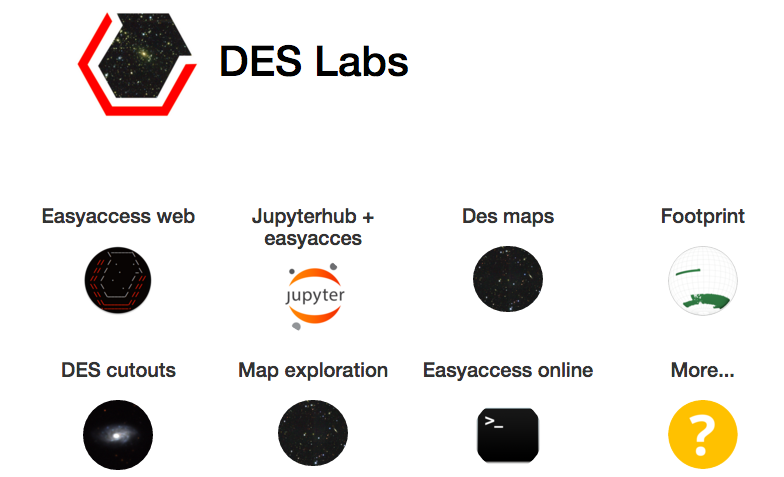 DES Labs
Easyaccess web
Jupyterhub +
easyacces
Des maps
Footprint
jupyter
DES cutouts
Map exploration
Easyaccess online
More...
>_
?